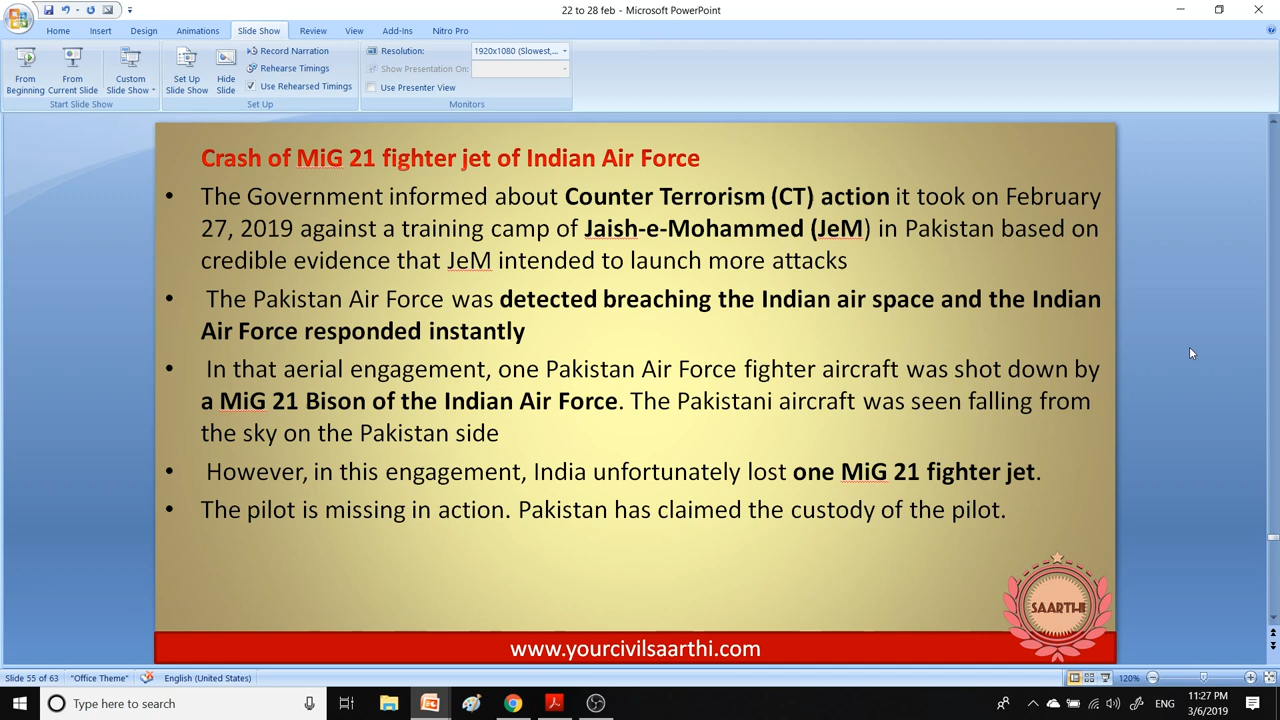 22 to 28 feb - Microsoft PowerPoint
Home Insert Design Animations Slide Show Review View Add-Ins Nitro Pro
From Beginning
From Current Slide
Custom Slide Show
Start Slide Show
Set Up Slide Show
Hide Slide
Record Narration
Rehearse Timings
Use Rehearsed Timings
Set Up
Resolution: 1920x1080 (Slowest,...
Show Presentation On:
Use Presenter View
Monitors
Crash of MiG 21 fighter jet of Indian Air Force
• The Government informed about Counter Terrorism (CT) action it took on February
27, 2019 against a training camp of Jaish-e-Mohammed (JeM) in Pakistan based on
credible evidence that JeM intended to launch more attacks
• The Pakistan Air Force was detected breaching the Indian air space and the Indian
Air Force responded instantly
• In that aerial engagement, one Pakistan Air Force fighter aircraft was shot down by
a MiG 21 Bison of the Indian Air Force. The Pakistani aircraft was seen falling from
the sky on the Pakistan side
• However, in this engagement, India unfortunately lost one MiG 21 fighter jet.
• The pilot is missing in action. Pakistan has claimed the custody of the pilot.
SAARTHI
www.yourcivilsaarthi.com
Slide 55 of 63 "Office Theme" English (United States) 120%
Type here to search
ENG
11:27 PM
3/6/2019